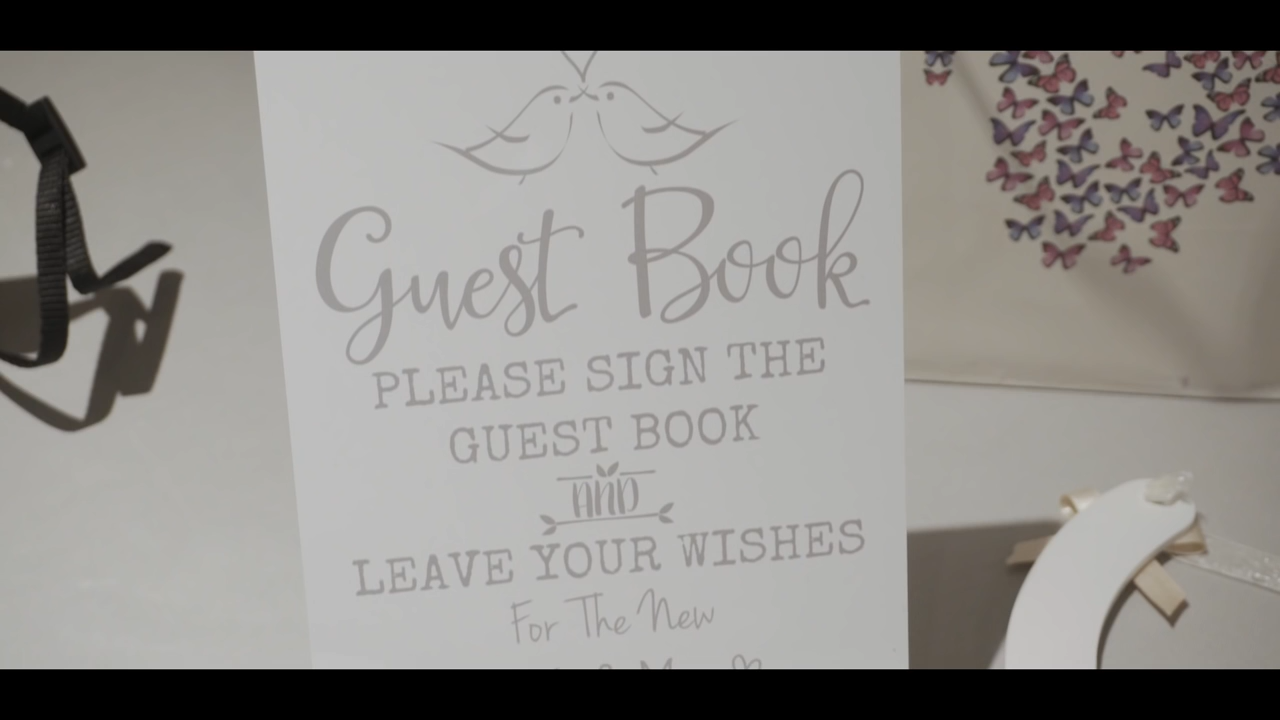 Guest Book
PLEASE SIGN THE
GUEST BOOK
AND
LEAVE YOUR WISHES
For The New